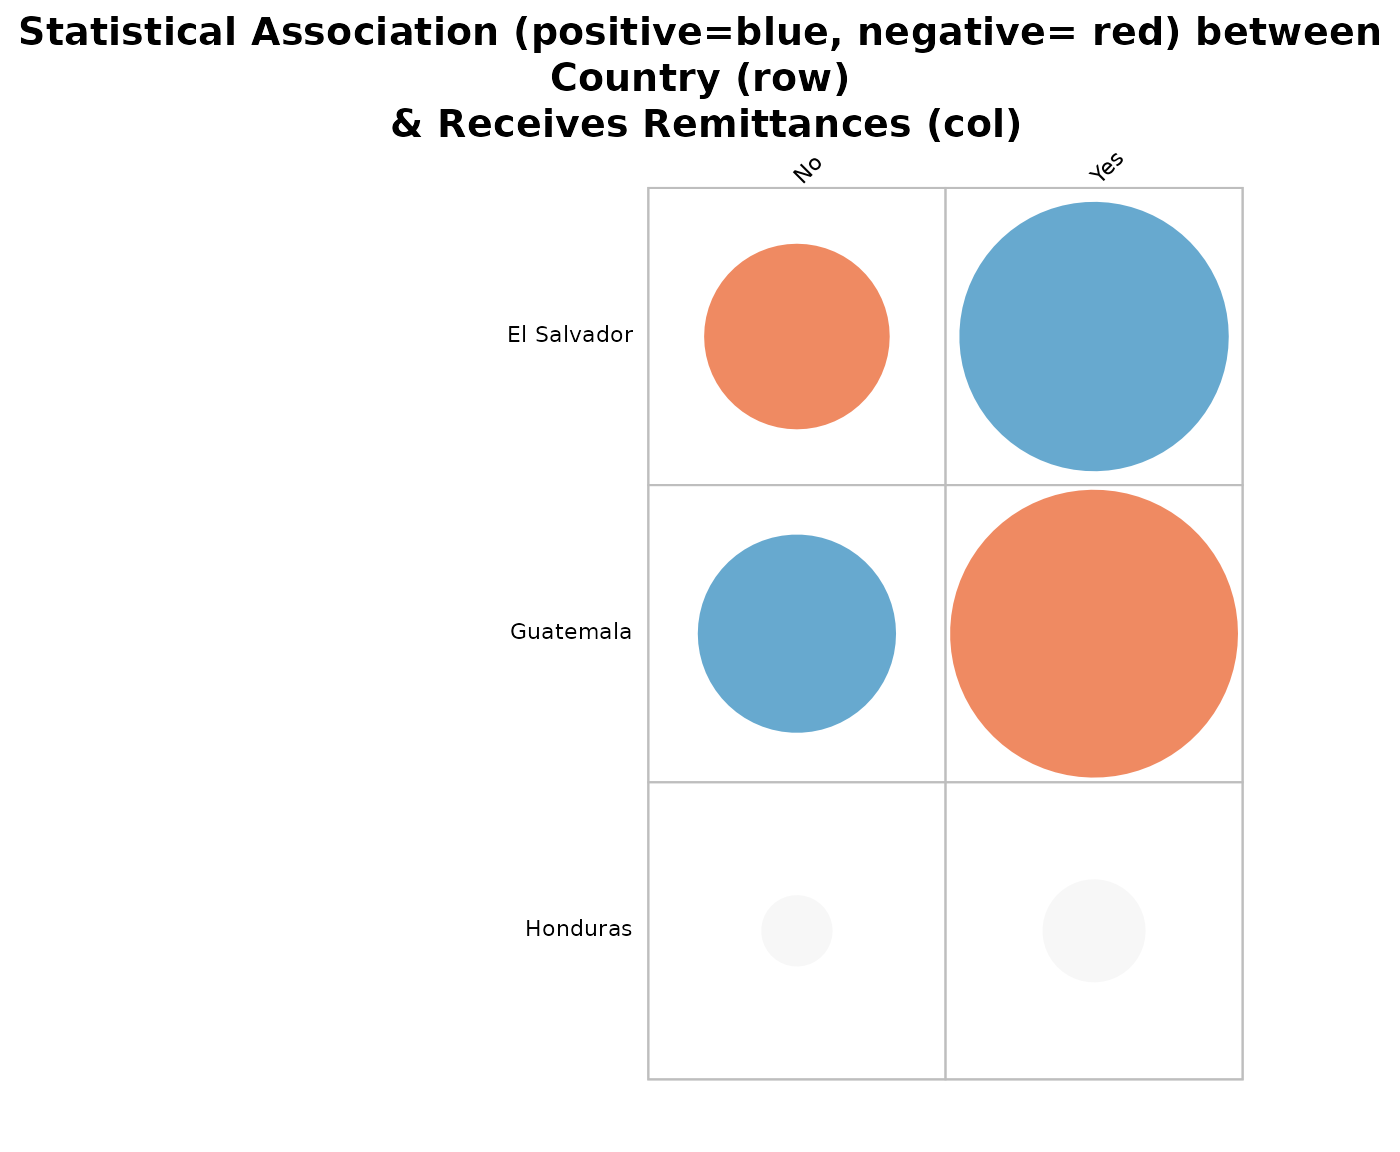 Statistical Association (positive=blue, negative= red) between
Country (row)
& Receives Remittances (col)
No
Yes
El Salvador
Guatemala
Honduras